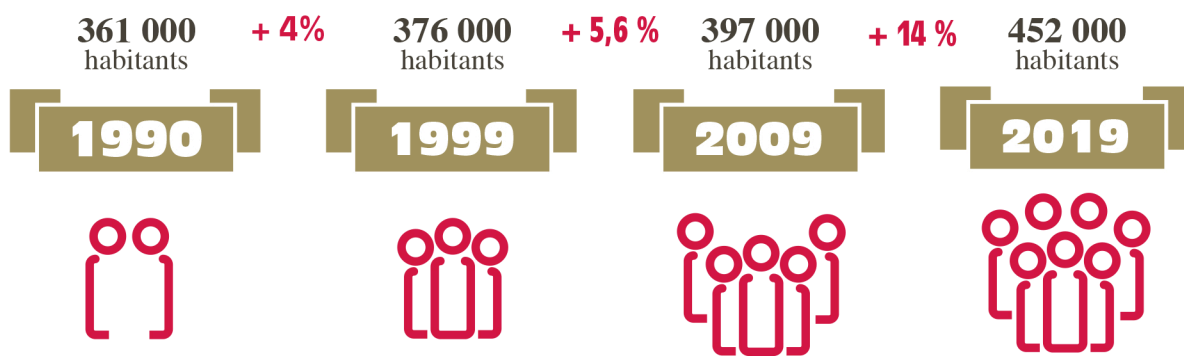 361 000
habitants
+ 4%
376 000
habitants
+ 5,6 %
397 000
habitants
+ 14 %
452 000
habitants
1990
1999
2009
2019